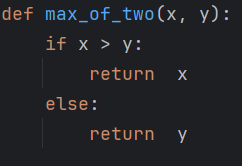 def max_of_two(x, y):
    if x > y:
        return  x
    else:
        return  y